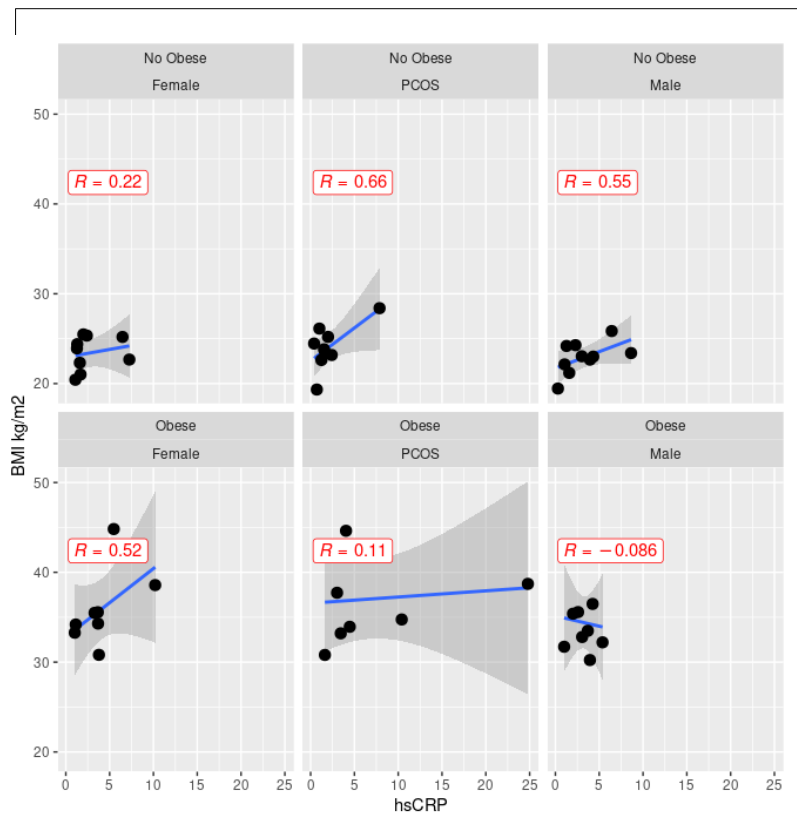 No Obese No Obese No Obese
Female PCOS Male
50
40
30
20
R = 0.22
R = 0.66
R = 0.55
BMI kg/m2
Obese Obese Obese
Female PCOS Male
50
40
30
20
R = 0.52
R = 0.11
R = −0.086
0 5 10 15 20 25 0 5 10 15 20 25 0 5 10 15 20 25
hsCRP